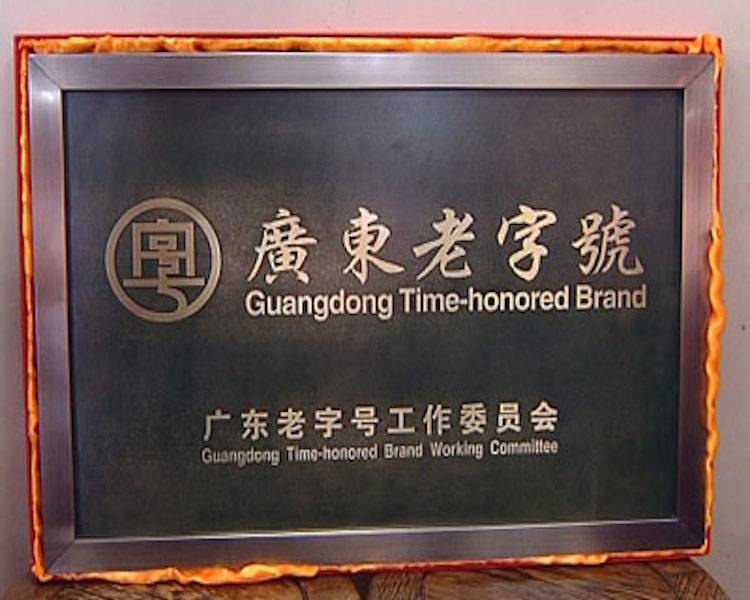 廣東老字號
Guangdong Time-honored Brand
广东老字号工作委员会
Guangdong Time-honored Brand Working Committee